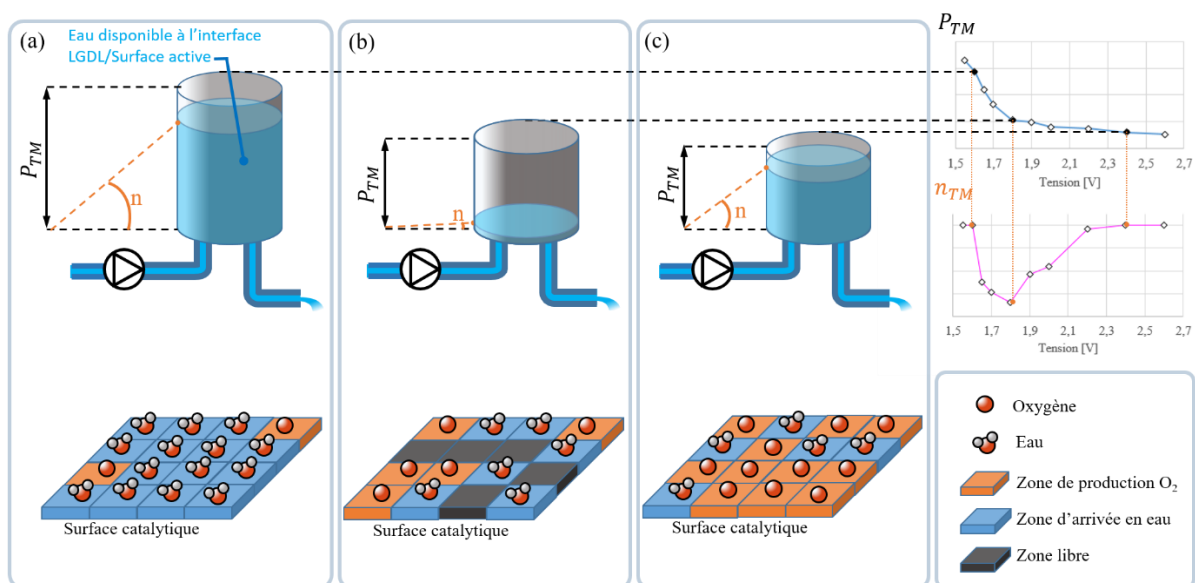 (a)
Eau disponible à l'interface
LGDL/Surface active
P_TM
n
Surface catalytique
(b)
P_TM
n
Surface catalytique
(c)
P_TM
n
Surface catalytique
P_TM
1,5 1,7 1,9 2,1 2,3 2,5 2,7
Tension [V]
n_TM
1,5 1,7 1,9 2,1 2,3 2,5 2,7
Tension [V]
Oxygène
Eau
Zone de production O₂
Zone d'arrivée en eau
Zone libre